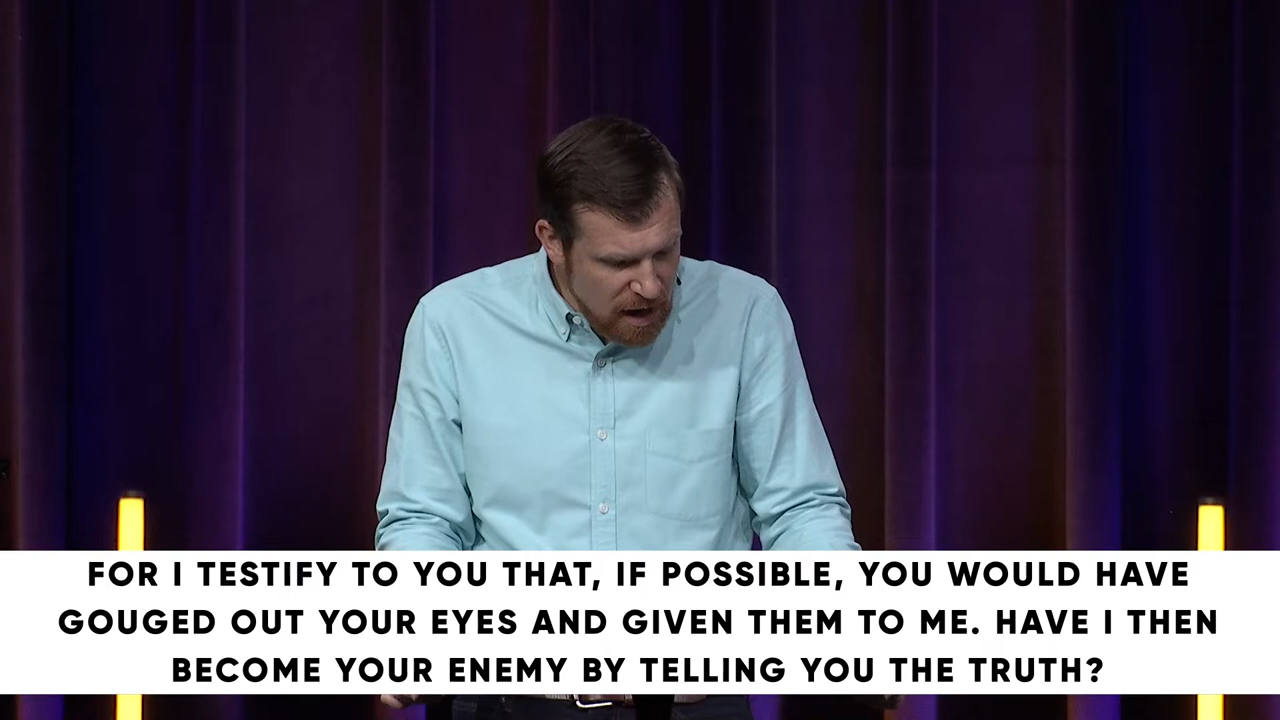 FOR I TESTIFY TO YOU THAT, IF POSSIBLE, YOU WOULD HAVE
GOUGED OUT YOUR EYES AND GIVEN THEM TO ME. HAVE I THEN
BECOME YOUR ENEMY BY TELLING YOU THE TRUTH?